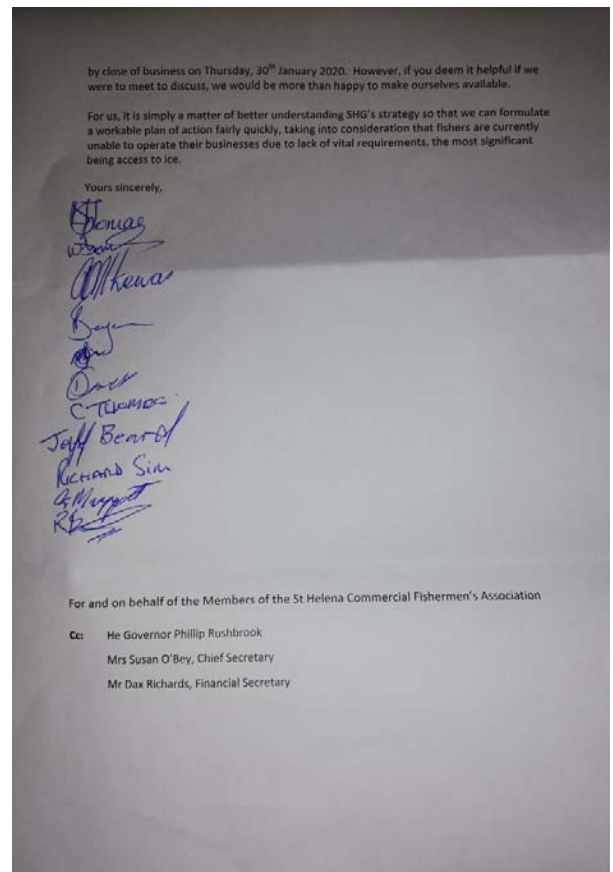 by close of business on Thursday, 30th January 2020. However, if you deem it helpful if we
were to meet to discuss, we would be more than happy to make ourselves available.
For us, it is simply a matter of better understanding SHG's strategy so that we can formulate
a workable plan of action fairly quickly, taking into consideration that fishers are currently
unable to operate their businesses due to lack of vital requirements, the most significant
being access to ice.
Yours sincerely,
Thomas
C THOMAS
Jeff Beard
RICHARD Sim
For and on behalf of the Members of the St Helena Commercial Fishermen's Association
Cc: He Governor Phillip Rushbrook
Mrs Susan O'Bey, Chief Secretary
Mr Dax Richards, Financial Secretary